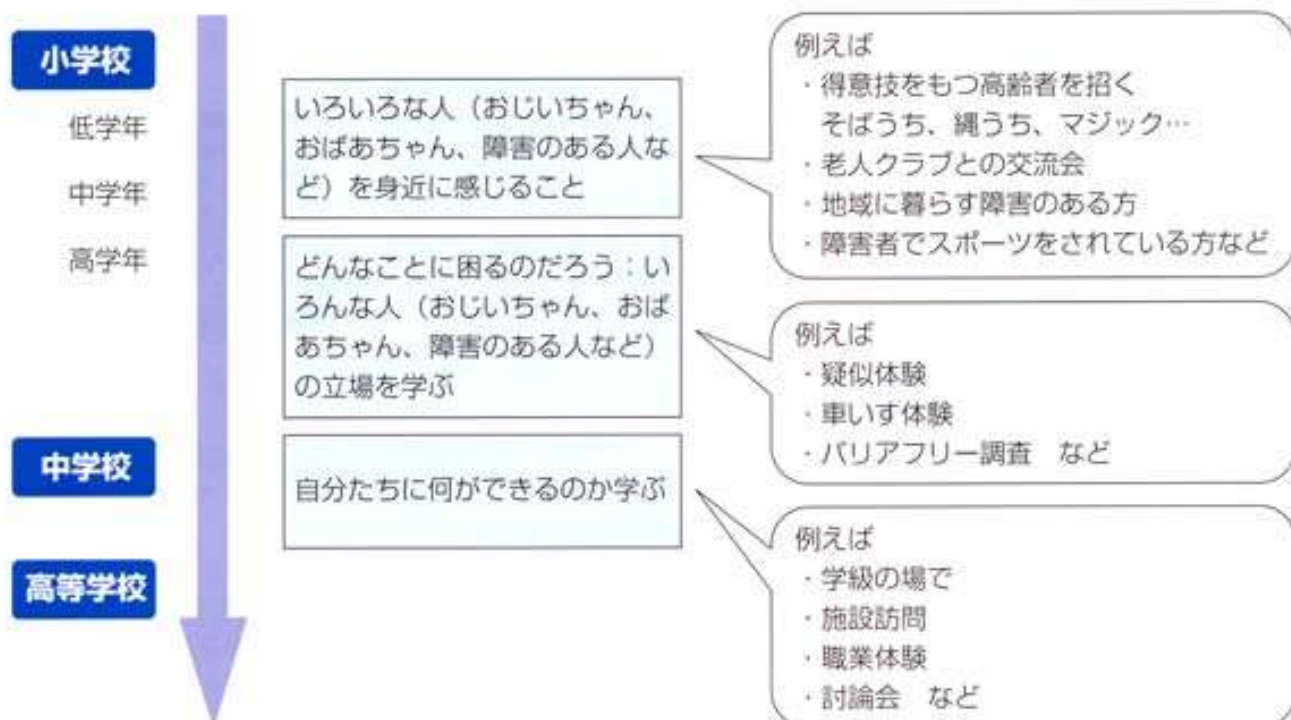 小学校
低学年
中学年
高学年
中学校
高等学校
いろいろな人（おじいちゃん、
おばあちゃん、障害のある人な
ど）を身近に感じること
どんなことに困るのだろう：い
ろんな人（おじいちゃん、おば
あちゃん、障害のある人など）
の立場を学ぶ
自分たちに何ができるのか学ぶ
例えば
・得意技をもつ高齢者を招く
そばうち、縄うち、マジック…
・老人クラブとの交流会
・地域に暮らす障害のある方
・障害者でスポーツをされている方など
例えば
・疑似体験
・車いす体験
・バリアフリー調査　など
例えば
・学級の場で
・施設訪問
・職業体験
・討論会　など